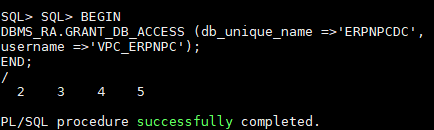 SQL> SQL> BEGIN
DBMS_RA.GRANT_DB_ACCESS (db_unique_name =>'ERPNPCDC',
username =>'VPC_ERPNPC');
END;
/
  2    3    4    5
PL/SQL procedure successfully completed.